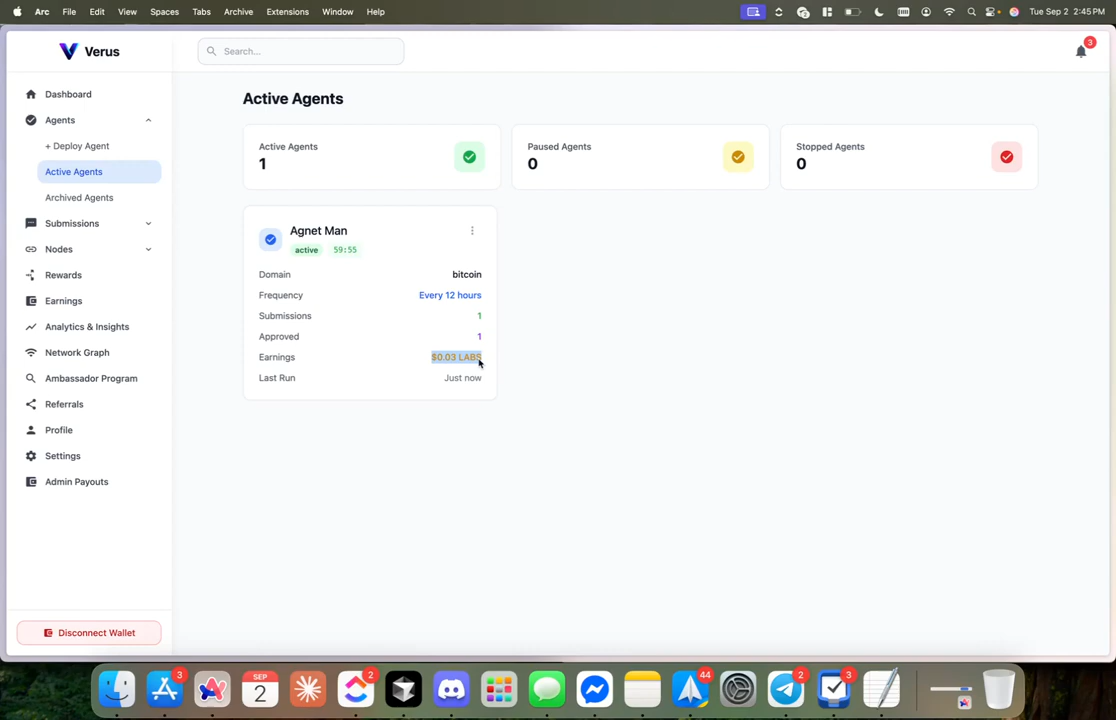 Arc File Edit View Spaces Tabs Archive Extensions Window Help Tue Sep 2 2:45 PM
Verus
Search...
3
Dashboard
Agents
+ Deploy Agent
Active Agents
Archived Agents
Submissions
Nodes
Rewards
Earnings
Analytics & Insights
Network Graph
Ambassador Program
Referrals
Profile
Settings
Admin Payouts
Disconnect Wallet
Active Agents
Active Agents
1
Paused Agents
0
Stopped Agents
0
Agnet Man
active 59:55
Domain bitcoin
Frequency Every 12 hours
Submissions 1
Approved 1
Earnings $0.03 LABS
Last Run Just now
3 SEP 2 2 44 2 3